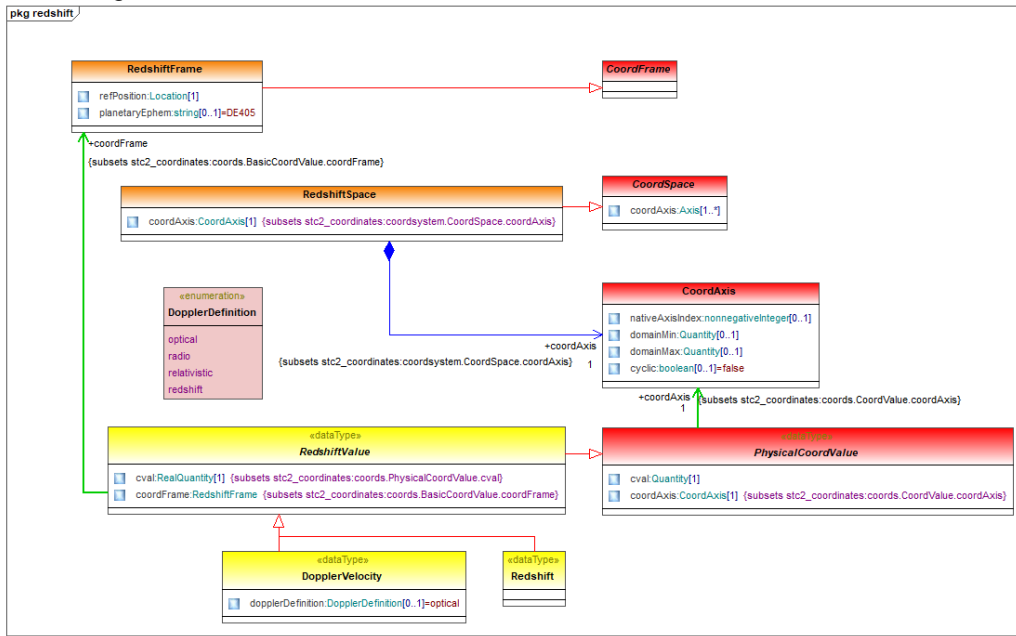 pkg redshift
RedshiftFrame
refPosition:Location[1]
planetaryEphem:string[0..1]=DE405
CoordFrame
+coordFrame
{subsets stc2_coordinates:coords.BasicCoordValue.coordFrame}
RedshiftSpace
coordAxis:CoordAxis[1] {subsets stc2_coordinates:coordsystem.CoordSpace.coordAxis}
CoordSpace
coordAxis:Axis[1..*]
«enumeration»
DopplerDefinition
optical
radio
relativistic
redshift
CoordAxis
nativeAxisIndex:nonnegativeInteger[0..1]
domainMin:Quantity[0..1]
domainMax:Quantity[0..1]
cyclic:boolean[0..1]=false
+coordAxis
{subsets stc2_coordinates:coordsystem.CoordSpace.coordAxis}
1
+coordAxis
1
{subsets stc2_coordinates:coords.CoordValue.coordAxis}
«dataType»
RedshiftValue
cval:RealQuantity[1] {subsets stc2_coordinates:coords.PhysicalCoordValue.cval}
coordFrame:RedshiftFrame {subsets stc2_coordinates:coords.BasicCoordValue.coordFrame}
«dataType»
PhysicalCoordValue
cval:Quantity[1]
coordAxis:CoordAxis[1] {subsets stc2_coordinates:coords.CoordValue.coordAxis}
«dataType»
DopplerVelocity
dopplerDefinition:DopplerDefinition[0..1]=optical
«dataType»
Redshift